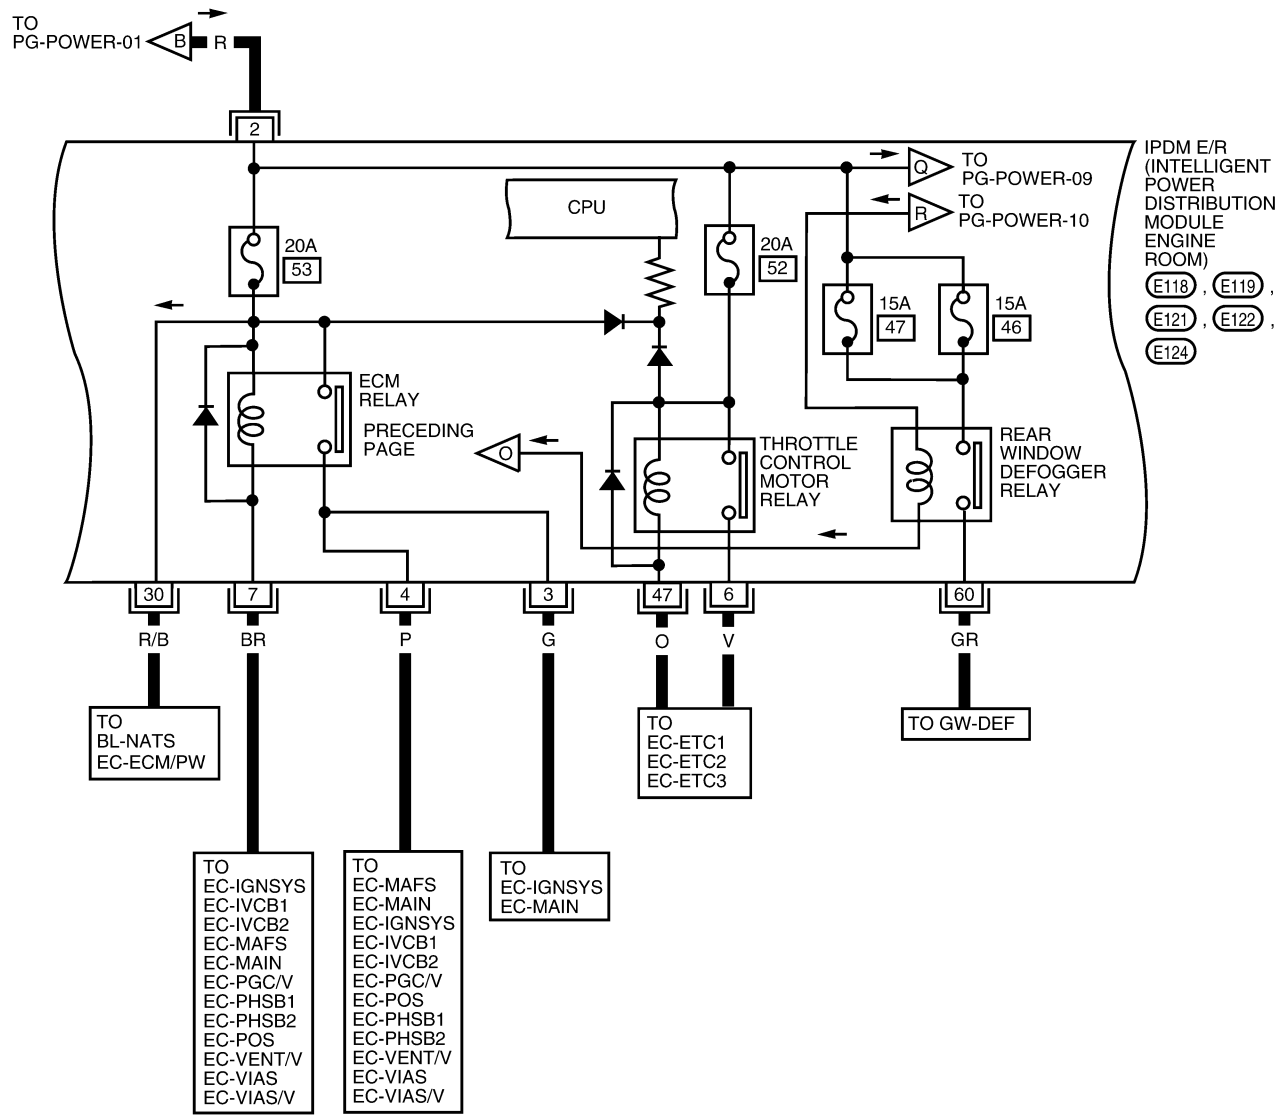 TO
PG-POWER-01
B
R
2
Q
TO
PG-POWER-09
R
TO
PG-POWER-10
IPDM E/R
(INTELLIGENT
POWER
DISTRIBUTION
MODULE
ENGINE
ROOM)
E118 , E119 ,
E121 , E122 ,
E124
CPU
20A
53
20A
52
15A
47
15A
46
ECM
RELAY
PRECEDING
PAGE
O
THROTTLE
CONTROL
MOTOR
RELAY
REAR
WINDOW
DEFOGGER
RELAY
30
7
4
3
47
6
60
R/B
BR
P
G
O
V
GR
TO
BL-NATS
EC-ECM/PW
TO
EC-ETC1
EC-ETC2
EC-ETC3
TO GW-DEF
TO
EC-IGNSYS
EC-IVCB1
EC-IVCB2
EC-MAFS
EC-MAIN
EC-PGC/V
EC-PHSB1
EC-PHSB2
EC-POS
EC-VENT/V
EC-VIAS
EC-VIAS/V
TO
EC-MAFS
EC-MAIN
EC-IGNSYS
EC-IVCB1
EC-IVCB2
EC-PGC/V
EC-POS
EC-PHSB1
EC-PHSB2
EC-VENT/V
EC-VIAS
EC-VIAS/V
TO
EC-IGNSYS
EC-MAIN